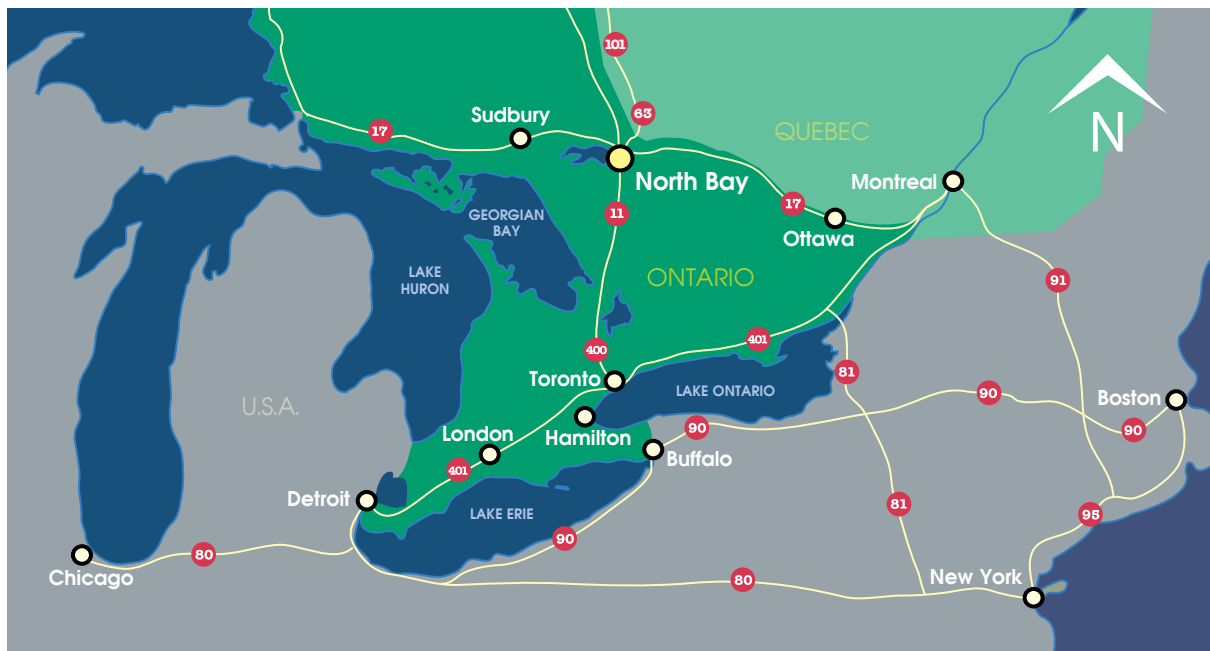 101
63
Sudbury
17
QUEBEC
N
North Bay
Montreal
17
11
GEORGIAN
BAY
Ottawa
LAKE
HURON
ONTARIO
91
400
401
81
Toronto
LAKE ONTARIO
90
Boston
U.S.A.
London
Hamilton
90
90
Buffalo
401
Detroit
LAKE ERIE
81
95
90
80
Chicago
80
New York